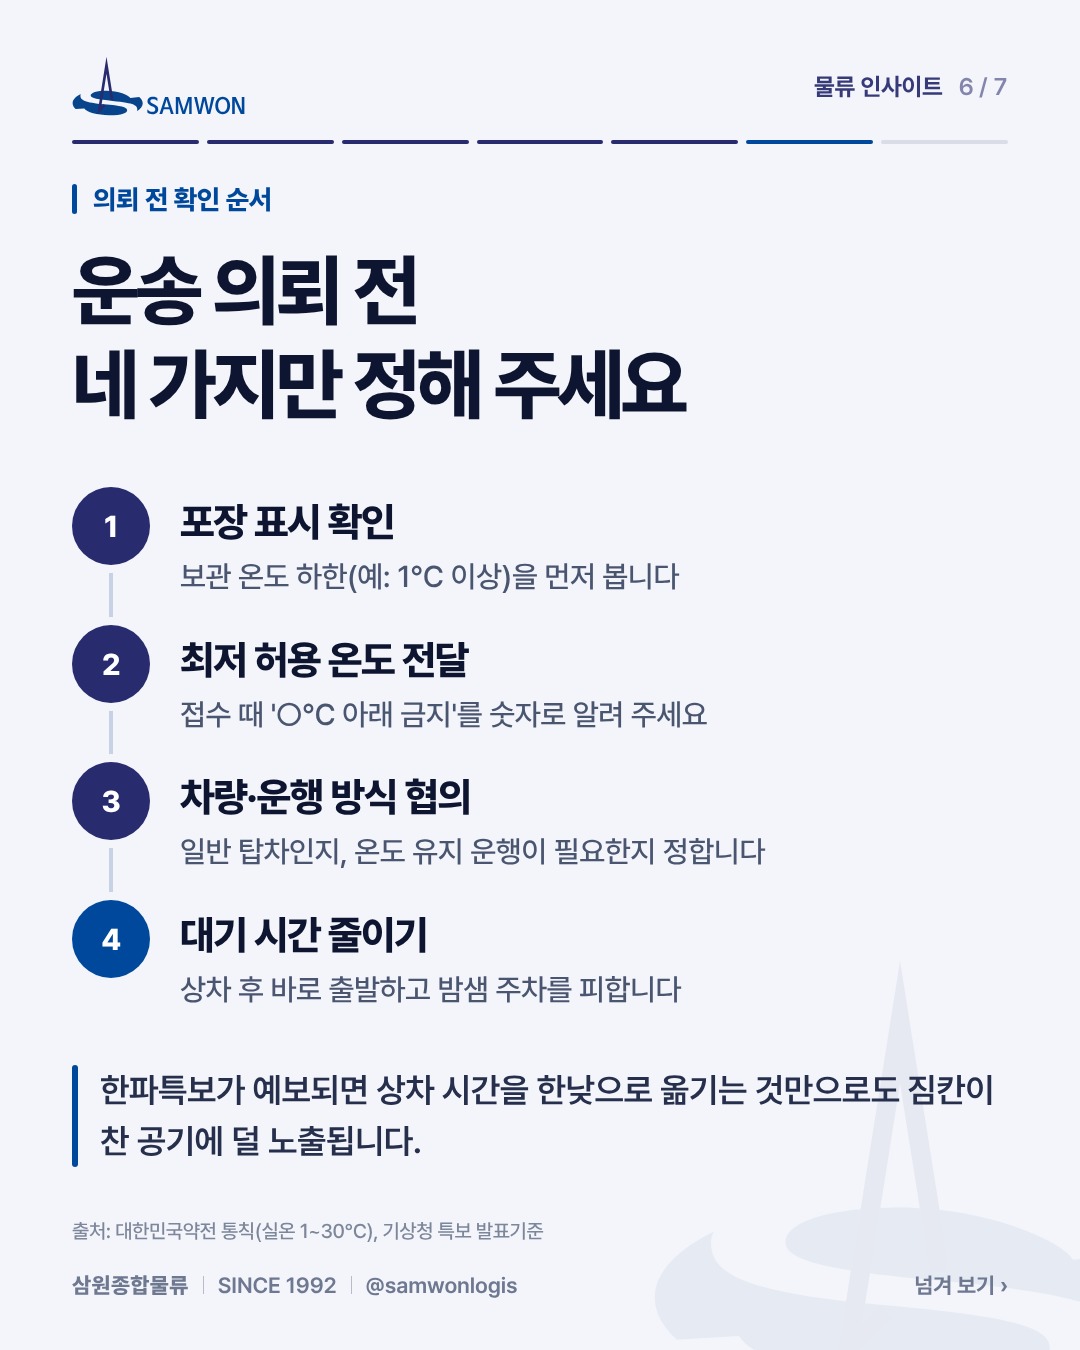 SAMWON
물류 인사이트 6 / 7
의뢰 전 확인 순서
운송 의뢰 전
네 가지만 정해 주세요
1
포장 표시 확인
보관 온도 하한(예: 1°C 이상)을 먼저 봅니다
2
최저 허용 온도 전달
접수 때 '○°C 아래 금지'를 숫자로 알려 주세요
3
차량·운행 방식 협의
일반 탑차인지, 온도 유지 운행이 필요한지 정합니다
4
대기 시간 줄이기
상차 후 바로 출발하고 밤샘 주차를 피합니다
한파특보가 예보되면 상차 시간을 한낮으로 옮기는 것만으로도 짐칸이
찬 공기에 덜 노출됩니다.
출처: 대한민국약전 통칙(실온 1~30°C), 기상청 특보 발표기준
삼원종합물류 | SINCE 1992 | @samwonlogis
넘겨 보기 ›